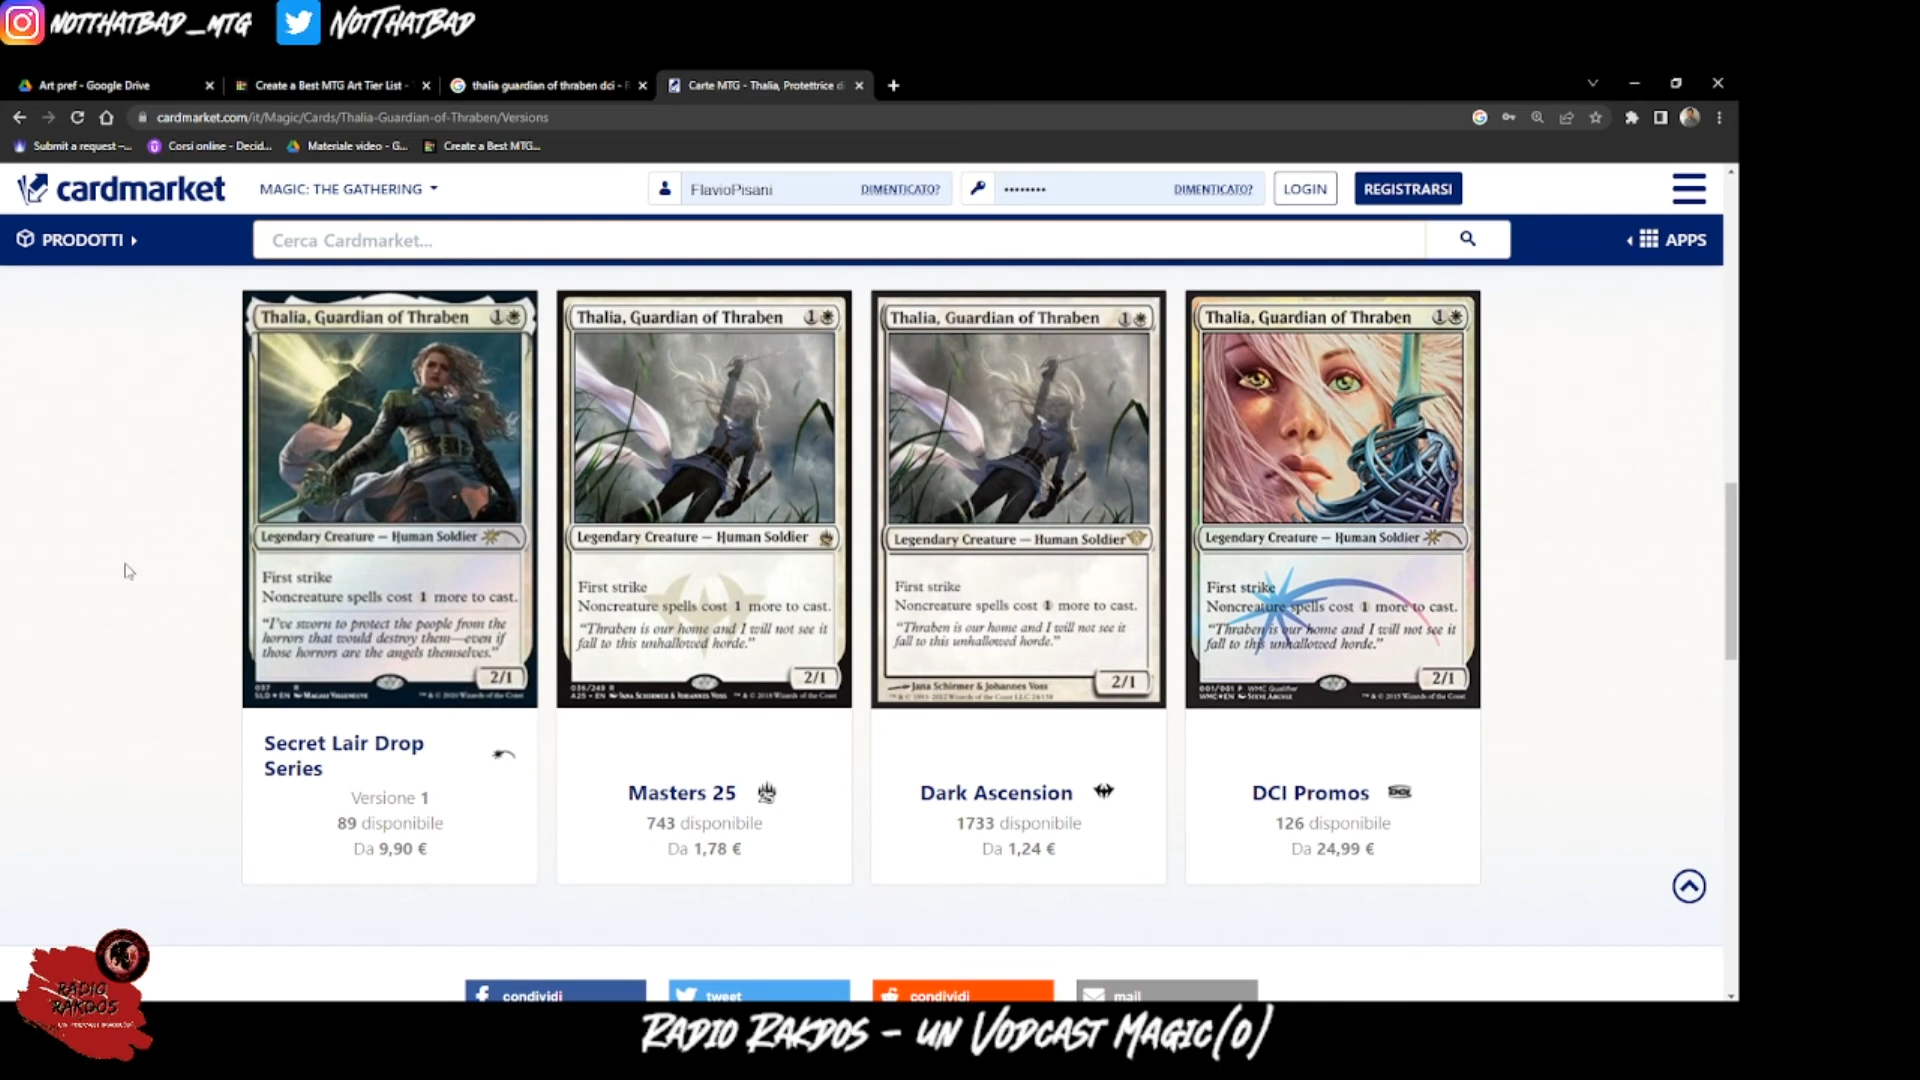 NOTTHATBAD_MTG NOTTHATBAD
Art pref - Google Drive
Create a Best MTG Art Tier List -
thalia guardian of thraben dci -
Carte MTG - Thalia, Protettrice d
cardmarket.com/it/Magic/Cards/Thalia-Guardian-of-Thraben/Versions
Submit a request –... Corsi online - Decid... Materiale video - G... Create a Best MTG...
cardmarket MAGIC: THE GATHERING FlavioPisani DIMENTICATO? •••••••• DIMENTICATO? LOGIN REGISTRARSI
PRODOTTI Cerca Cardmarket... APPS
Thalia, Guardian of Thraben 1
Legendary Creature — Human Soldier
First strike
Noncreature spells cost 1 more to cast.
"I've sworn to protect the people from the
horrors that would destroy them—even if
those horrors are the angels themselves."
2/1
Secret Lair Drop
Series
Versione 1
89 disponibile
Da 9,90 €
Thalia, Guardian of Thraben 1
Legendary Creature — Human Soldier
First strike
Noncreature spells cost 1 more to cast.
"Thraben is our home and I will not see it
fall to this unhallowed horde."
2/1
Masters 25
743 disponibile
Da 1,78 €
Thalia, Guardian of Thraben 1
Legendary Creature — Human Soldier
First strike
Noncreature spells cost 1 more to cast.
"Thraben is our home and I will not see it
fall to this unhallowed horde."
2/1
Jana Schirmer & Johannes Voss
Dark Ascension
1733 disponibile
Da 1,24 €
Thalia, Guardian of Thraben 1
Legendary Creature — Human Soldier
First strike
Noncreature spells cost 1 more to cast.
"Thraben is our home and I will not see it
fall to this unhallowed horde."
2/1
DCI Promos
126 disponibile
Da 24,99 €
condividi tweet condividi mail
RADIO
RAKDOS
RADIO RAKDOS – UN VODCAST MAGIC(O)